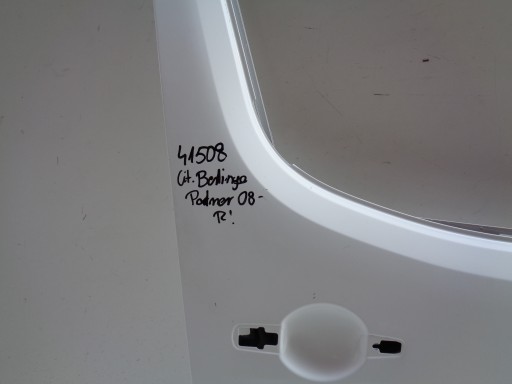 41508
Cit. Berlingo
Partner 08-
R!